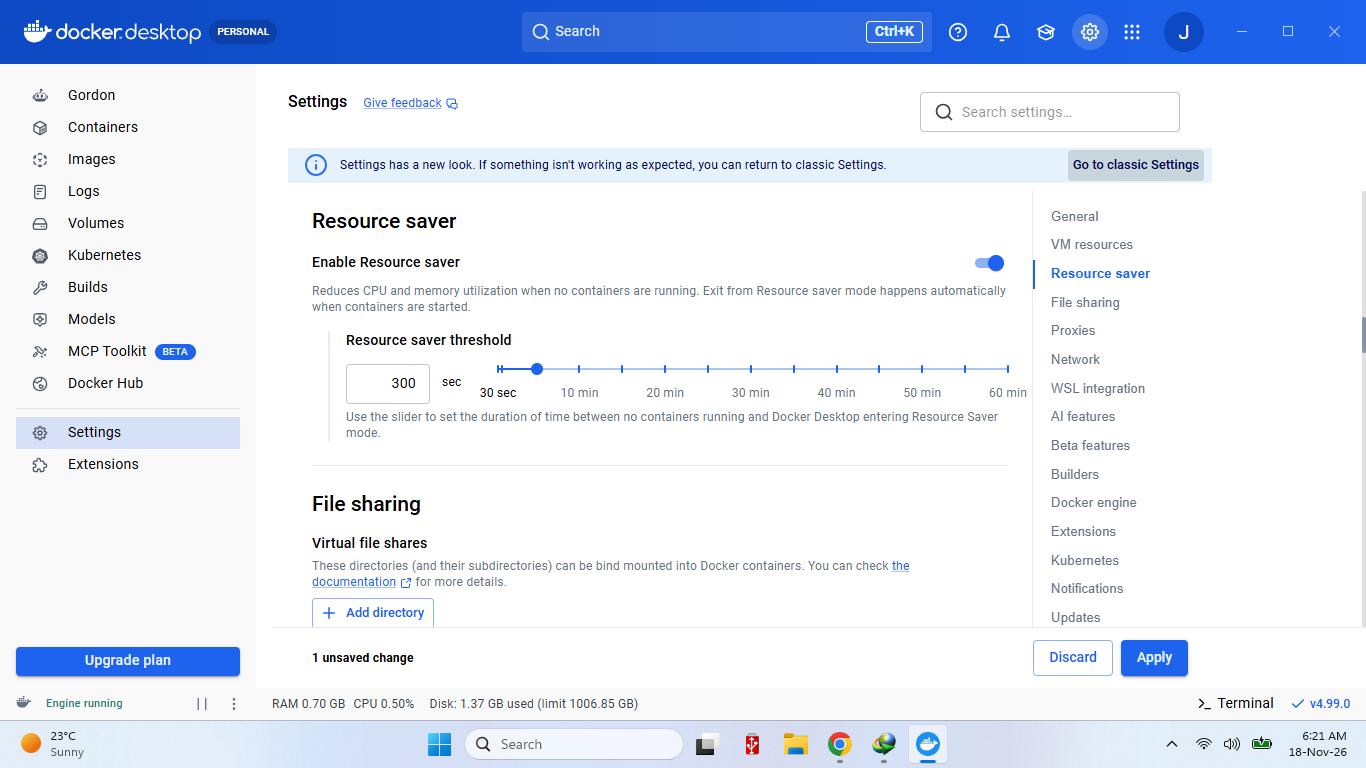 docker.desktop PERSONAL
Search Ctrl+K
J
Gordon
Containers
Images
Logs
Volumes
Kubernetes
Builds
Models
MCP Toolkit BETA
Docker Hub
Settings
Extensions
Upgrade plan
Settings Give feedback
Search settings...
Settings has a new look. If something isn't working as expected, you can return to classic Settings. Go to classic Settings
Resource saver
Enable Resource saver
Reduces CPU and memory utilization when no containers are running. Exit from Resource saver mode happens automatically
when containers are started.
Resource saver threshold
300 sec
30 sec 10 min 20 min 30 min 40 min 50 min 60 min
Use the slider to set the duration of time between no containers running and Docker Desktop entering Resource Saver
mode.
File sharing
Virtual file shares
These directories (and their subdirectories) can be bind mounted into Docker containers. You can check the
documentation for more details.
Add directory
General
VM resources
Resource saver
File sharing
Proxies
Network
WSL integration
AI features
Beta features
Builders
Docker engine
Extensions
Kubernetes
Notifications
Updates
1 unsaved change
Discard Apply
Engine running
RAM 0.70 GB CPU 0.50% Disk: 1.37 GB used (limit 1006.85 GB)
Terminal v4.99.0
23°C
Sunny
Search
6:21 AM
18-Nov-26